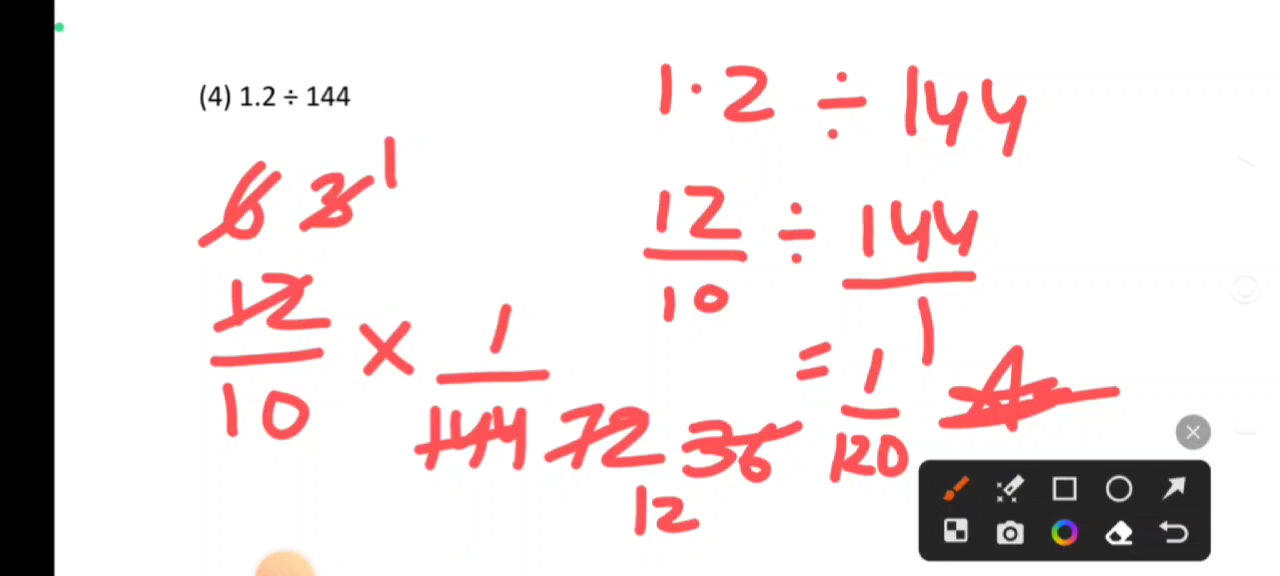 (4) 1.2 ÷ 144
1.2 ÷ 144
12/10 ÷ 144/1
6 3 1
12/10 × 1/144 72 36
12
= 1/120